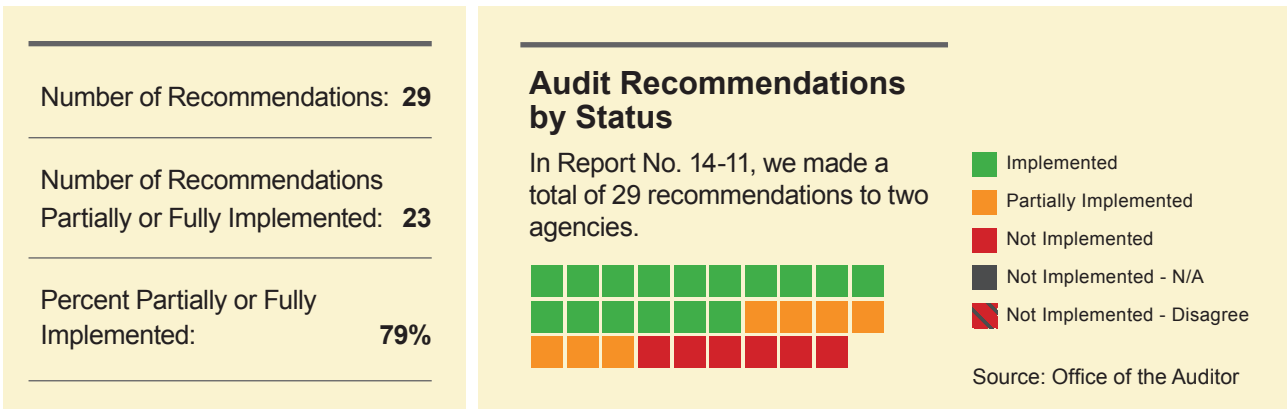 Number of Recommendations: 29
Number of Recommendations
Partially or Fully Implemented: 23
Percent Partially or Fully
Implemented: 79%
Audit Recommendations
by Status
In Report No. 14-11, we made a
total of 29 recommendations to two
agencies.
Implemented
Partially Implemented
Not Implemented
Not Implemented - N/A
Not Implemented - Disagree
Source: Office of the Auditor